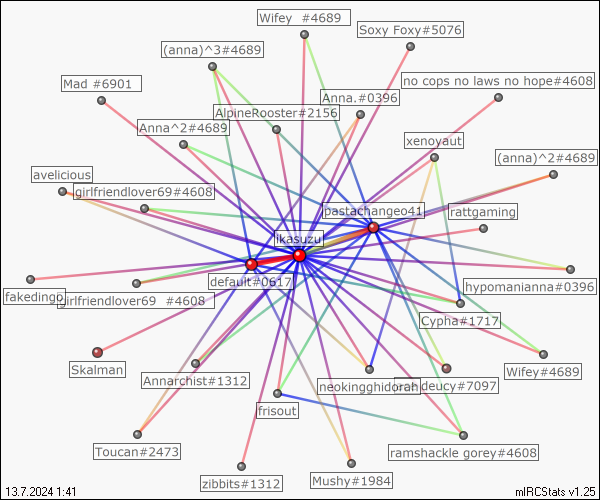 Wifey  #4689
Soxy Foxy#5076
(anna)^3#4689
Mad #6901
no cops no laws no hope#4608
Anna.#0396
AlpineRooster#2156
Anna^2#4689
xenoyaut
(anna)^2#4689
avelicious
girlfriendlover69#4608
pastachangeo41
rattgaming
ikasuzu
default#0617
hypomanianna#0396
fakedingo
girlfriendlover69  #4608
Cypha#1717
Skalman
Annarchist#1312
neokingghidorah
deucy#7097
Wifey#4689
frisout
Toucan#2473
ramshackle gorey#4608
zibbits#1312
Mushy#1984
13.7.2024 1:41
mIRCStats v1.25